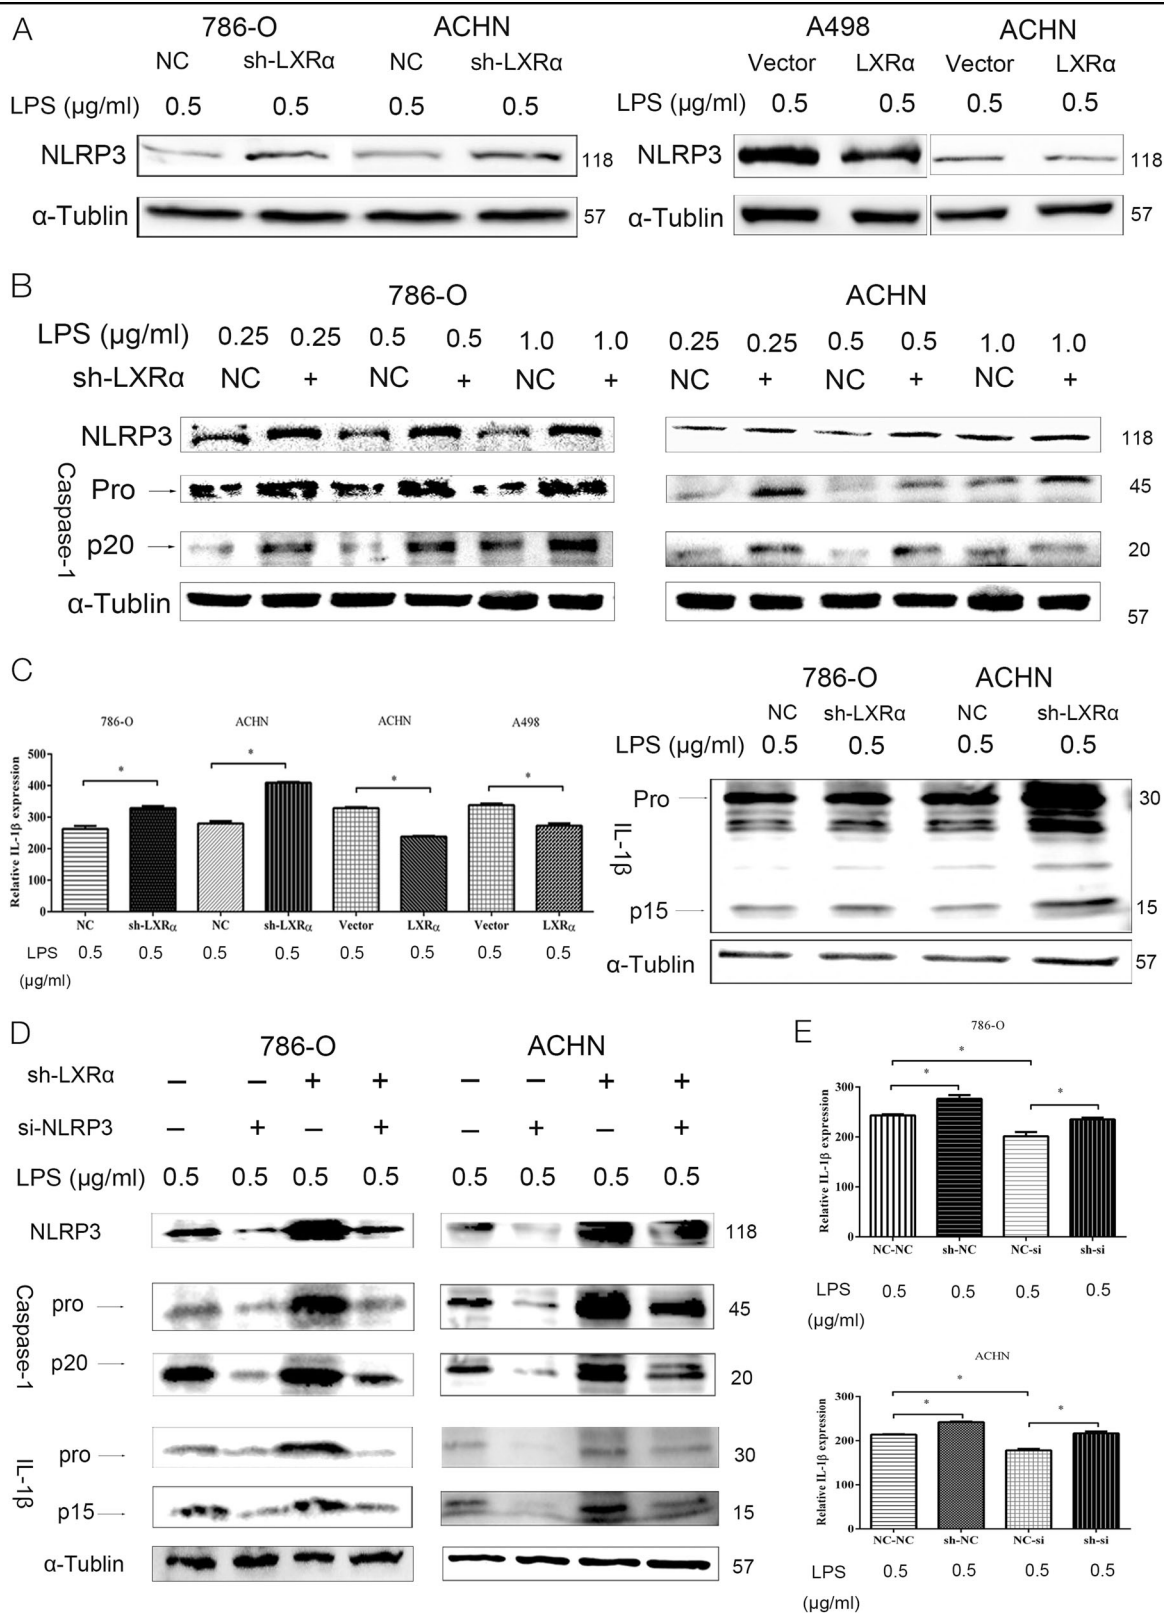 A
786-O ACHN
NC sh-LXRα NC sh-LXRα
LPS (μg/ml) 0.5 0.5 0.5 0.5
NLRP3 118
α-Tublin 57
A498 ACHN
Vector LXRα Vector LXRα
LPS (μg/ml) 0.5 0.5 0.5 0.5
NLRP3 118
α-Tublin 57
B
786-O ACHN
LPS (μg/ml) 0.25 0.25 0.5 0.5 1.0 1.0 0.25 0.25 0.5 0.5 1.0 1.0
sh-LXRα NC + NC + NC + NC + NC + NC +
NLRP3 118
Caspase-1
Pro 45
p20 20
α-Tublin 57
C
786-O ACHN ACHN A498
Relative IL-1β expression
500
400
300
200
100
0
* * * *
NC sh-LXRα NC sh-LXRα Vector LXRα Vector LXRα
LPS 0.5 0.5 0.5 0.5 0.5 0.5 0.5 0.5
(μg/ml)
786-O ACHN
NC sh-LXRα NC sh-LXRα
LPS (μg/ml) 0.5 0.5 0.5 0.5
Pro 30
IL-1β
p15 15
α-Tublin 57
D
786-O ACHN
sh-LXRα – – + + – – + +
si-NLRP3 – + – + – + – +
LPS (μg/ml) 0.5 0.5 0.5 0.5 0.5 0.5 0.5 0.5
NLRP3 118
Caspase-1
pro 45
p20 20
IL-1β
pro 30
p15 15
α-Tublin 57
E
786-O
Relative IL-1β expression
300
200
100
0
* * *
NC-NC sh-NC NC-si sh-si
LPS 0.5 0.5 0.5 0.5
(μg/ml)
ACHN
Relative IL-1β expression
300
200
100
0
* * *
NC-NC sh-NC NC-si sh-si
LPS 0.5 0.5 0.5 0.5
(μg/ml)